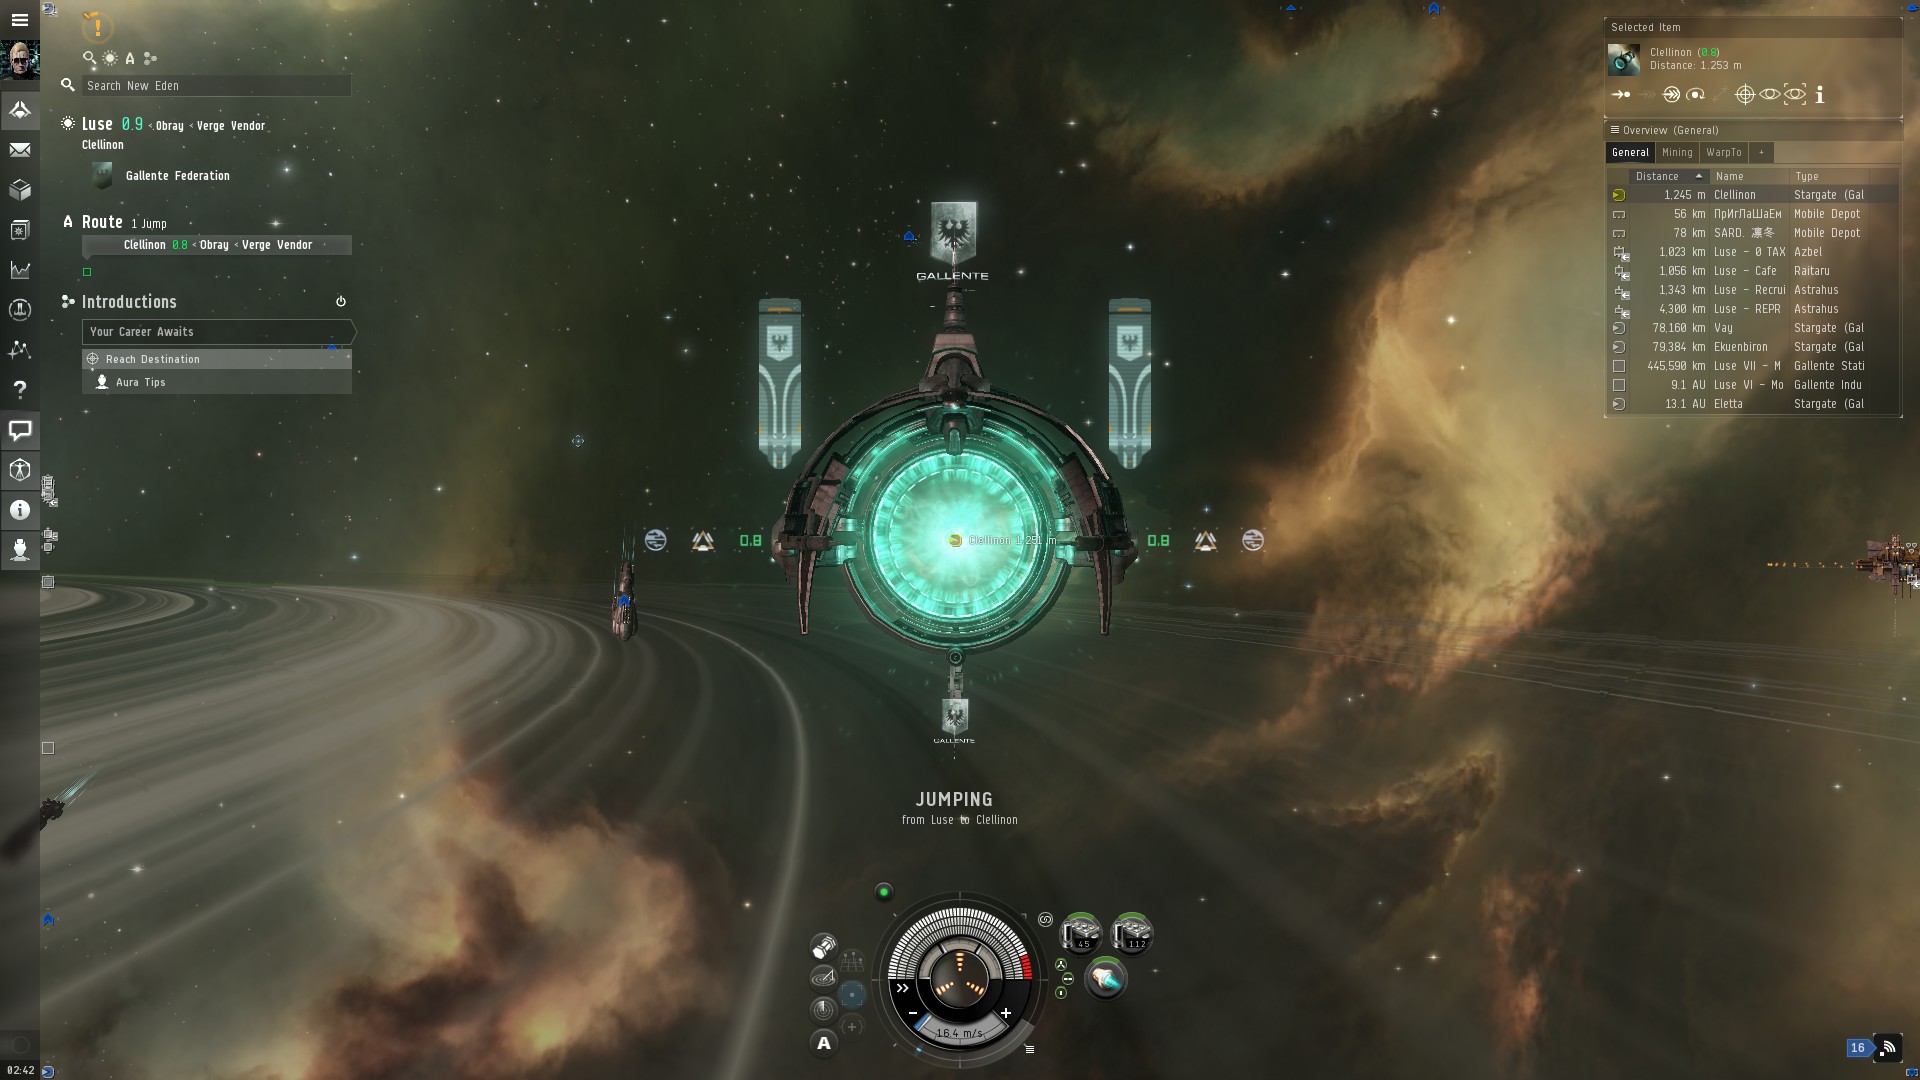 Search New Eden
Luse 0.9 < Obray < Verge Vendor
Clellinon
Gallente Federation
Route 1 Jump
Clellinon 0.8 < Obray < Verge Vendor
Introductions
Your Career Awaits
Reach Destination
Aura Tips
02:42
GALLENTE
0.8
Clellinon 1,251 m
0.8
GALLENTE
JUMPING
from Luse to Clellinon
45
112
A
16.4 m/s
Selected Item
Clellinon (0.8)
Distance: 1,253 m
Overview (General)
General Mining WarpTo +
Distance Name Type
1,245 m Clellinon Stargate (Gal
56 km ПрИгЛаШаЕм Mobile Depot
78 km SARD. 凛冬 Mobile Depot
1,023 km Luse - 0 TAX Azbel
1,056 km Luse - Cafe Raitaru
1,343 km Luse - Recrui Astrahus
4,300 km Luse - REPR Astrahus
78,160 km Vay Stargate (Gal
79,384 km Ekuenbiron Stargate (Gal
445,590 km Luse VII - M Gallente Stati
9.1 AU Luse VI - Mo Gallente Indu
13.1 AU Eletta Stargate (Gal
16